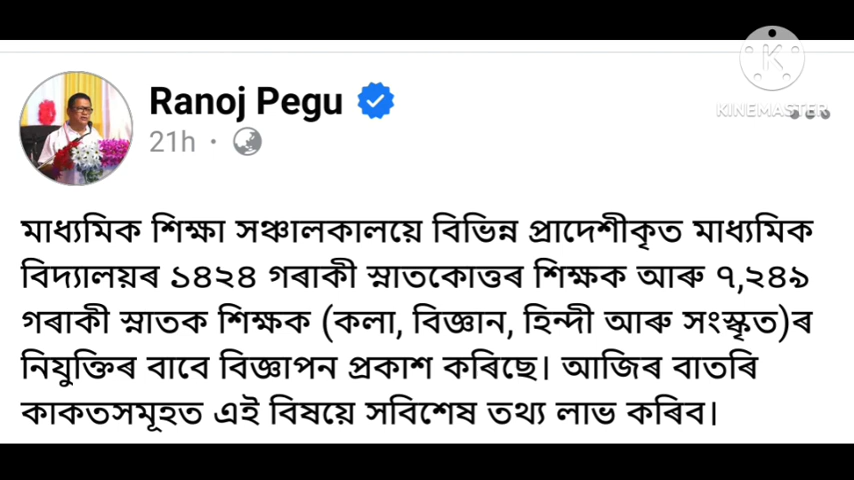 KINEMASTER
Ranoj Pegu
21h ·
মাধ্যমিক শিক্ষা সঞ্চালকালয়ে বিভিন্ন প্ৰাদেশীকৃত মাধ্যমিক
বিদ্যালয়ৰ ১৪২৪ গৰাকী স্নাতকোত্তৰ শিক্ষক আৰু ৭,২৪৯
গৰাকী স্নাতক শিক্ষক (কলা, বিজ্ঞান, হিন্দী আৰু সংস্কৃত)ৰ
নিযুক্তিৰ বাবে বিজ্ঞাপন প্ৰকাশ কৰিছে। আজিৰ বাতৰি
কাকতসমূহত এই বিষয়ে সবিশেষ তথ্য লাভ কৰিব।